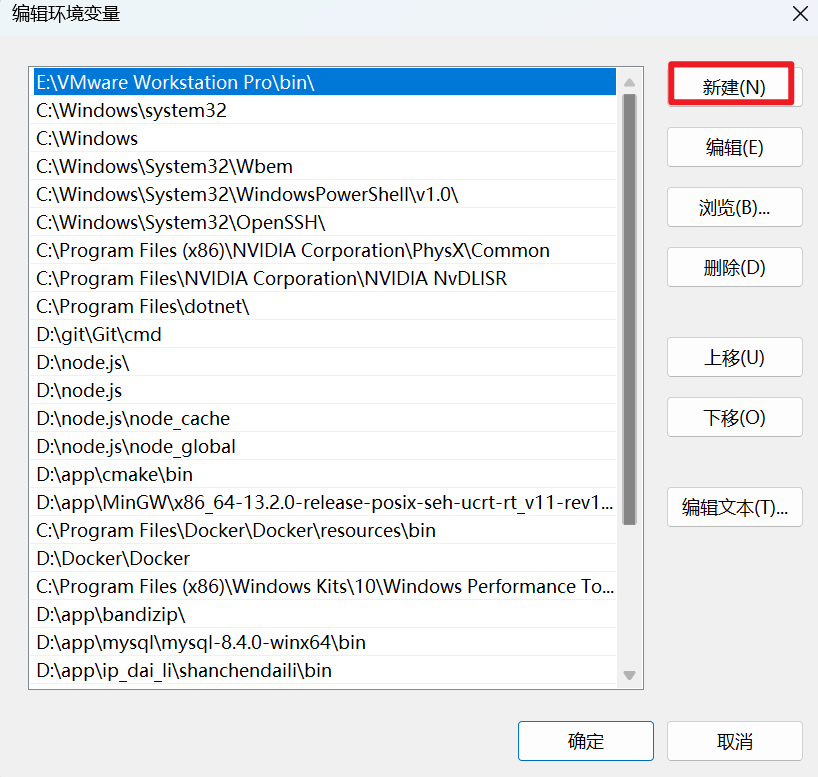 编辑环境变量
E:\VMware Workstation Pro\bin\
C:\Windows\system32
C:\Windows
C:\Windows\System32\Wbem
C:\Windows\System32\WindowsPowerShell\v1.0\
C:\Windows\System32\OpenSSH\
C:\Program Files (x86)\NVIDIA Corporation\PhysX\Common
C:\Program Files\NVIDIA Corporation\NVIDIA NvDLISR
C:\Program Files\dotnet\
D:\git\Git\cmd
D:\node.js\
D:\node.js
D:\node.js\node_cache
D:\node.js\node_global
D:\app\cmake\bin
D:\app\MinGW\x86_64-13.2.0-release-posix-seh-ucrt-rt_v11-rev1...
C:\Program Files\Docker\Docker\resources\bin
D:\Docker\Docker
C:\Program Files (x86)\Windows Kits\10\Windows Performance To...
D:\app\bandizip\
D:\app\mysql\mysql-8.4.0-winx64\bin
D:\app\ip_dai_li\shanchendaili\bin
新建(N)
编辑(E)
浏览(B)...
删除(D)
上移(U)
下移(O)
编辑文本(T)...
确定
取消